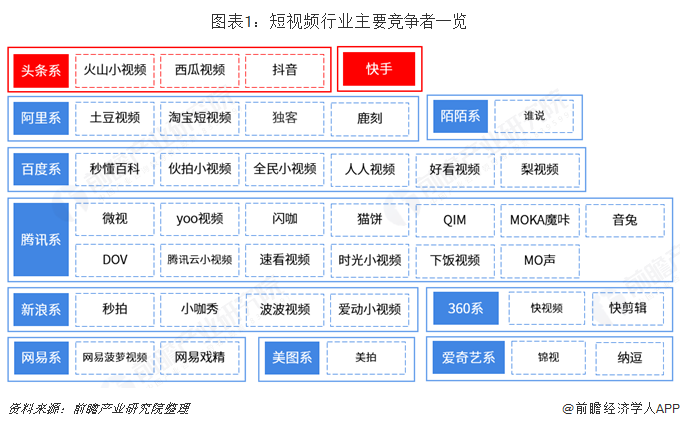 图表1：短视频行业主要竞争者一览
头条系 火山小视频 西瓜视频 抖音 快手
阿里系 土豆视频 淘宝短视频 独客 鹿刻 陌陌系 谁说
百度系 秒懂百科 伙拍小视频 全民小视频 人人视频 好看视频 梨视频
腾讯系 微视 yoo视频 闪咖 猫饼 QIM MOKA魔咔 音兔
DOV 腾讯云小视频 速看视频 时光小视频 下饭视频 MO声
新浪系 秒拍 小咖秀 波波视频 爱动小视频 360系 快视频 快剪辑
网易系 网易菠萝视频 网易戏精 美图系 美拍 爱奇艺系 锦视 纳逗
资料来源：前瞻产业研究院整理 @前瞻经济学人APP